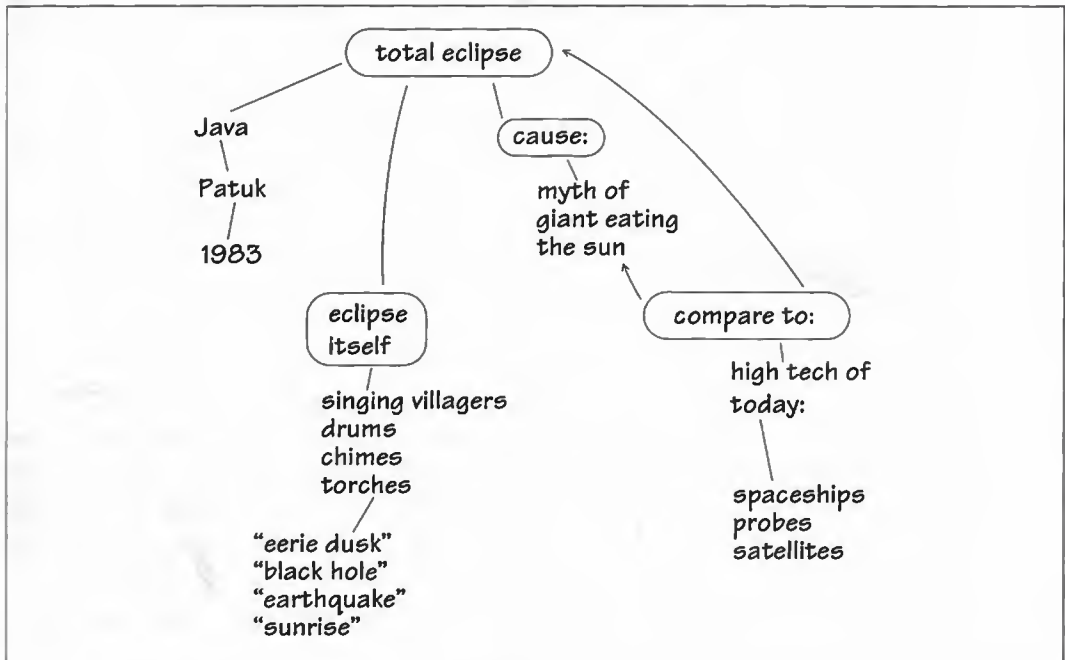 total eclipse
Java
Patuk
1983
eclipse
itself
singing villagers
drums
chimes
torches
“eerie dusk”
“black hole”
“earthquake”
“sunrise”
cause:
myth of
giant eating
the sun
compare to:
high tech of
today:
spaceships
probes
satellites